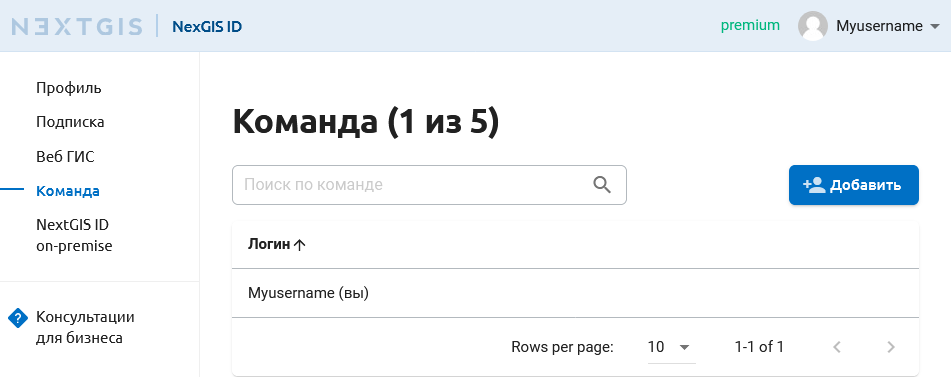 NEXTGIS NexGIS ID premium Myusername
Профиль
Подписка
Веб ГИС
Команда
NextGIS ID
on-premise
Консультации
для бизнеса
Команда (1 из 5)
Поиск по команде
Добавить
Логин
Myusername (вы)
Rows per page: 10 1-1 of 1